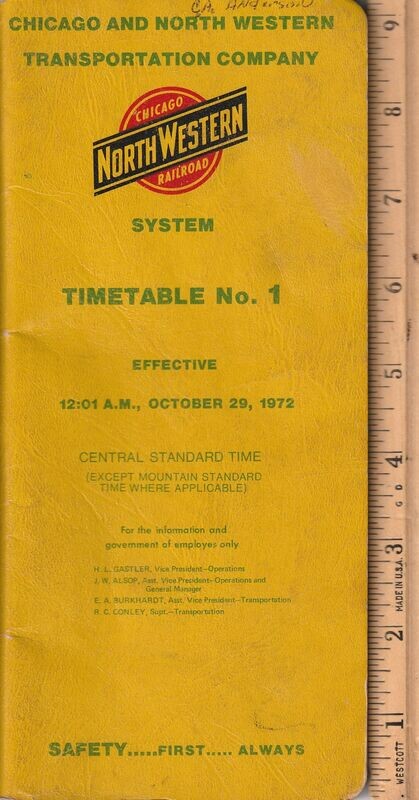 C.A. Anderson
CHICAGO AND NORTH WESTERN
TRANSPORTATION COMPANY
CHICAGO
NORTH WESTERN
RAILROAD
SYSTEM
TIMETABLE No. 1
EFFECTIVE
12:01 A.M., OCTOBER 29, 1972
CENTRAL STANDARD TIME
(EXCEPT MOUNTAIN STANDARD
TIME WHERE APPLICABLE)
For the information and
government of employes only
H. L. GASTLER, Vice President—Operations
J. W. ALSOP, Asst. Vice President—Operations and
General Manager
E. A. BURKHARDT, Asst. Vice President—Transportation
R. C. CONLEY, Supt.—Transportation
SAFETY.....FIRST..... ALWAYS
9
8
7
6
5
4
3
2
1
MADE IN U.S.A.
WESTCOTT